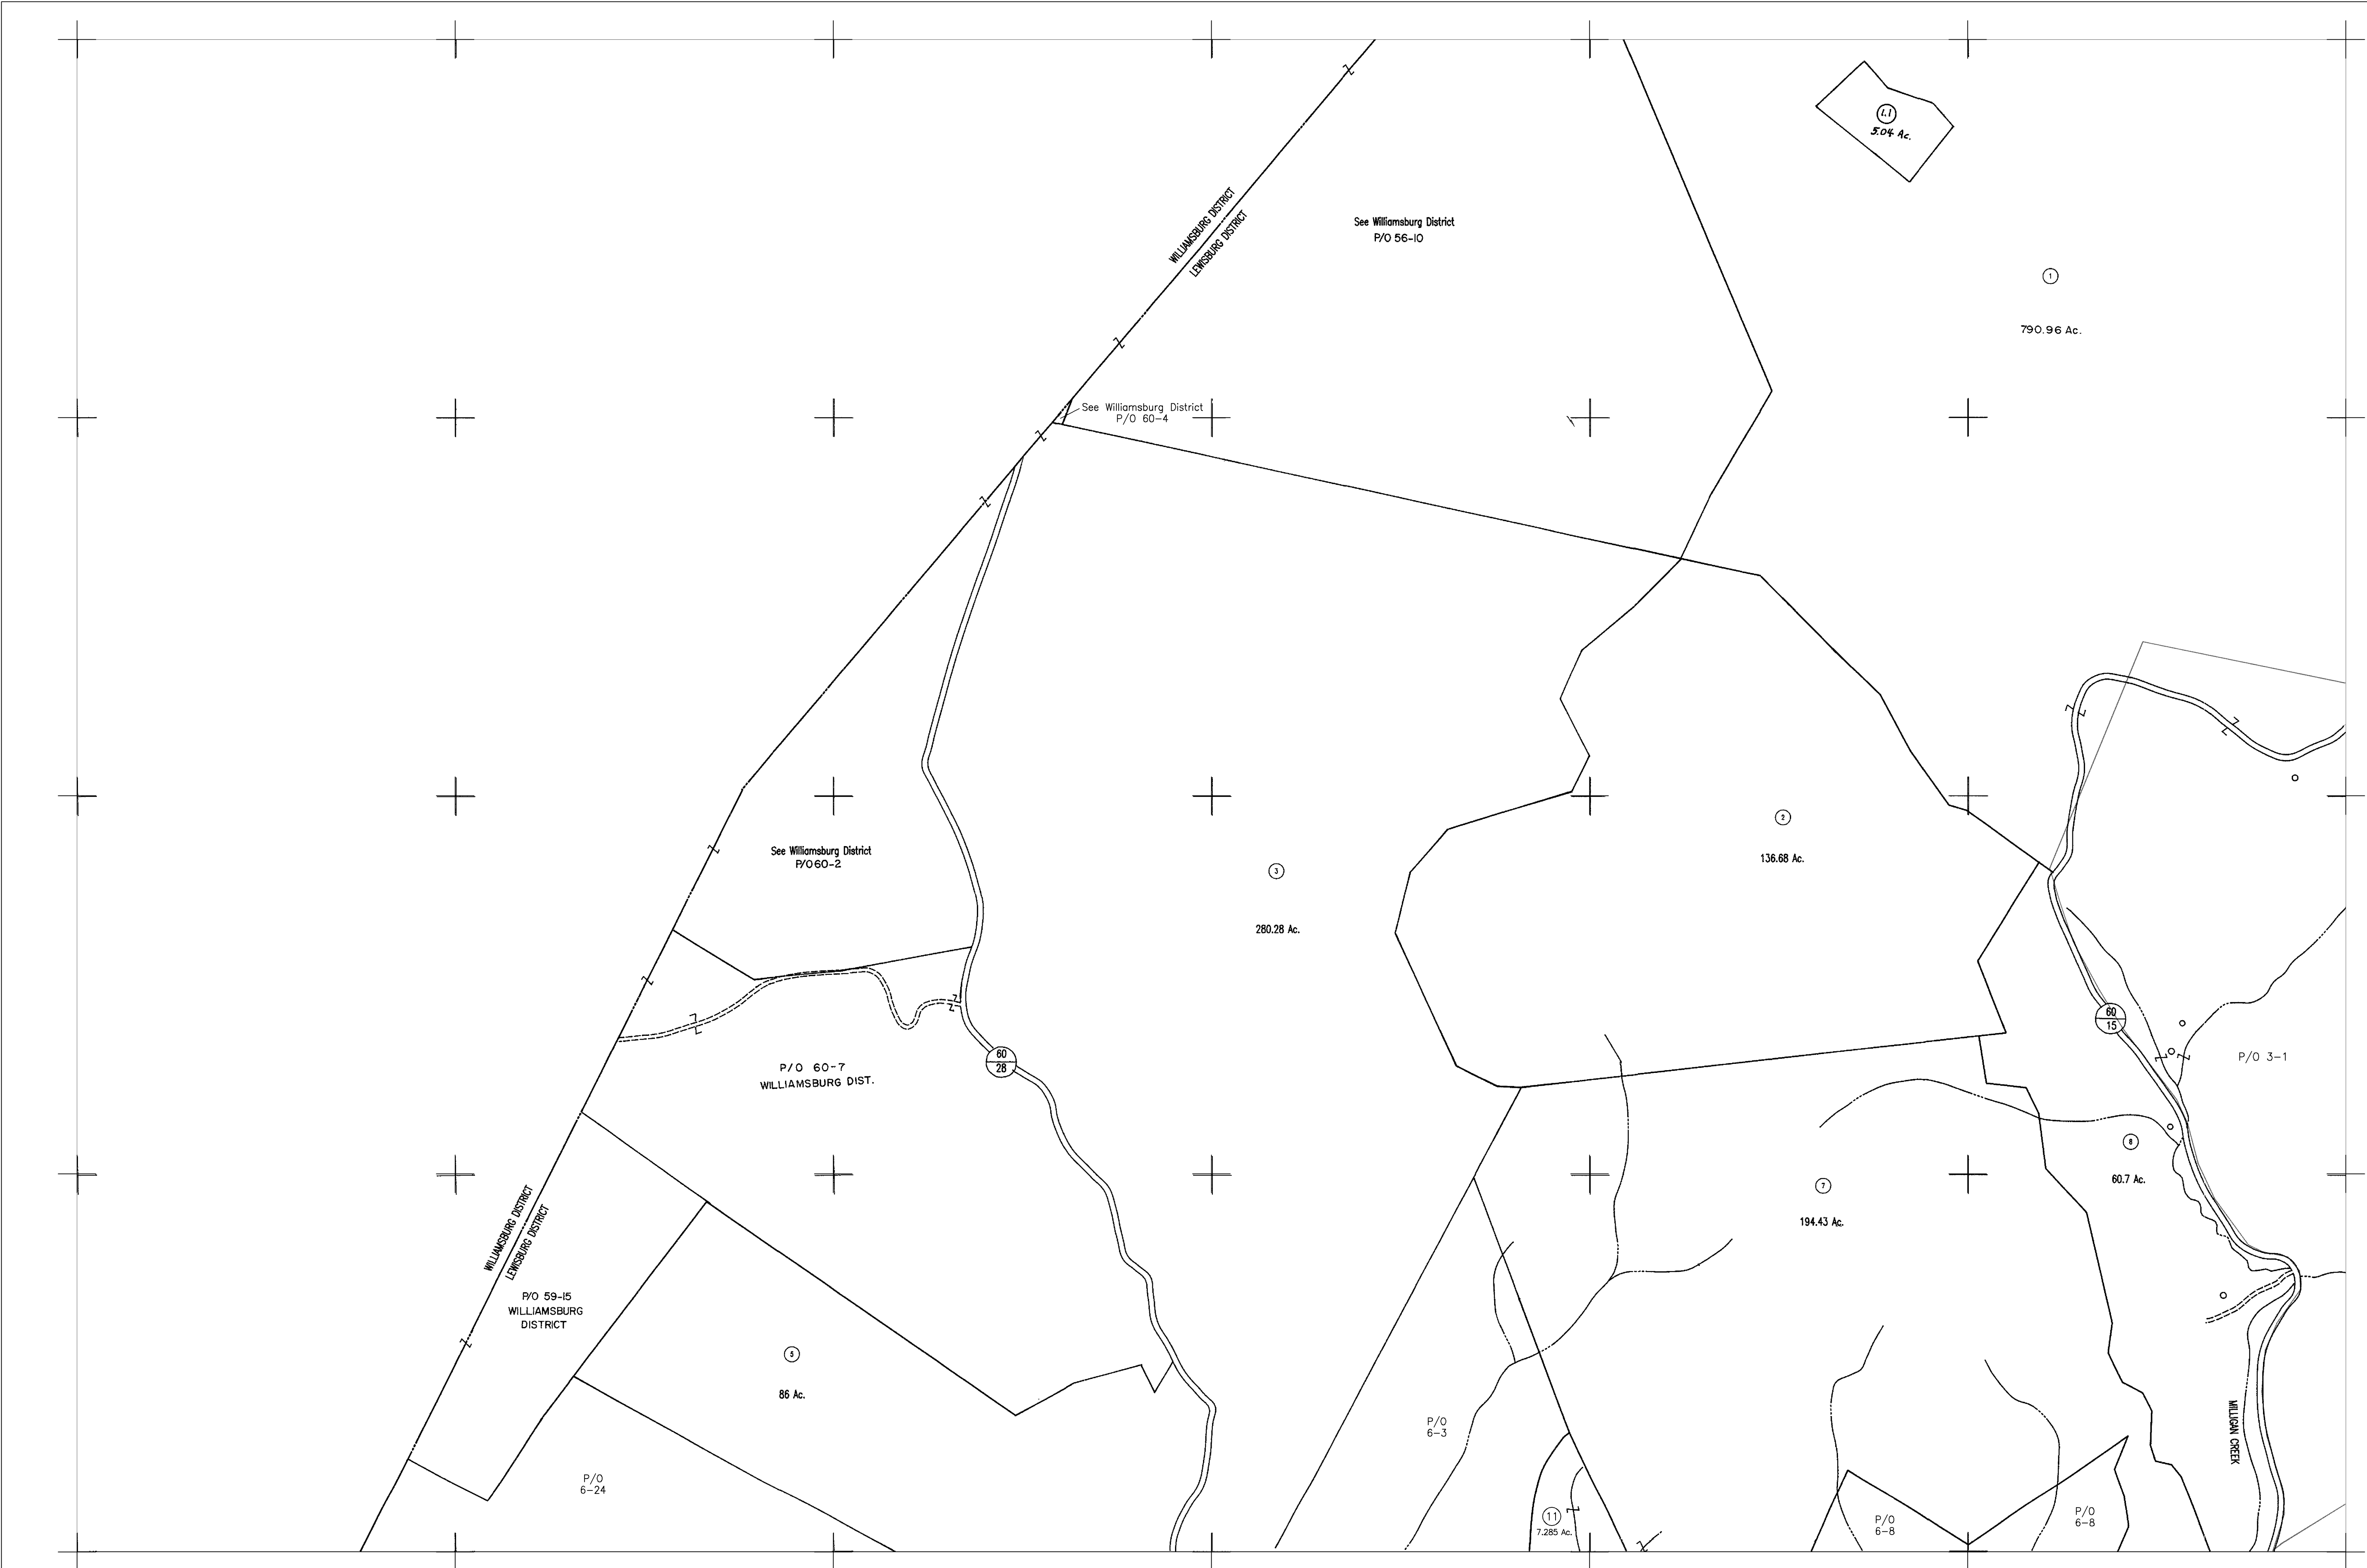 1.1
5.04 Ac.
WILLIAMSBURG DISTRICT
LEWISBURG DISTRICT
See Williamsburg District
P/O 56-10
1
790.96 Ac.
See Williamsburg District
P/O 60-4
See Williamsburg District
P/O 60-2
3
280.28 Ac.
2
136.68 Ac.
60
15
P/O 3-1
60
28
P/O 60-7
WILLIAMSBURG DIST.
8
60.7 Ac.
7
194.43 Ac.
WILLIAMSBURG DISTRICT
LEWISBURG DISTRICT
P/O 59-15
WILLIAMSBURG
DISTRICT
5
86 Ac.
P/O
6-3
MILLIGAN CREEK
P/O
6-24
11
7.285 Ac.
P/O
6-8
P/O
6-8